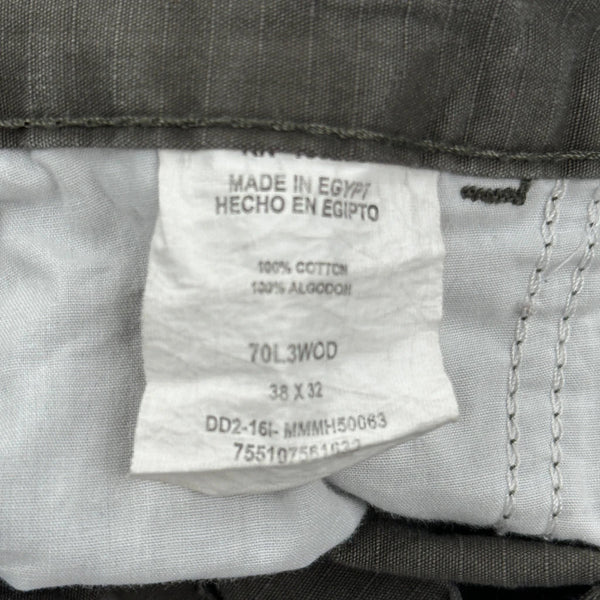 MADE IN EGYPT
HECHO EN EGIPTO
100% COTTON
100% ALGODON
70L3WOD
38 X 32
DD2-16I- MMMH50063